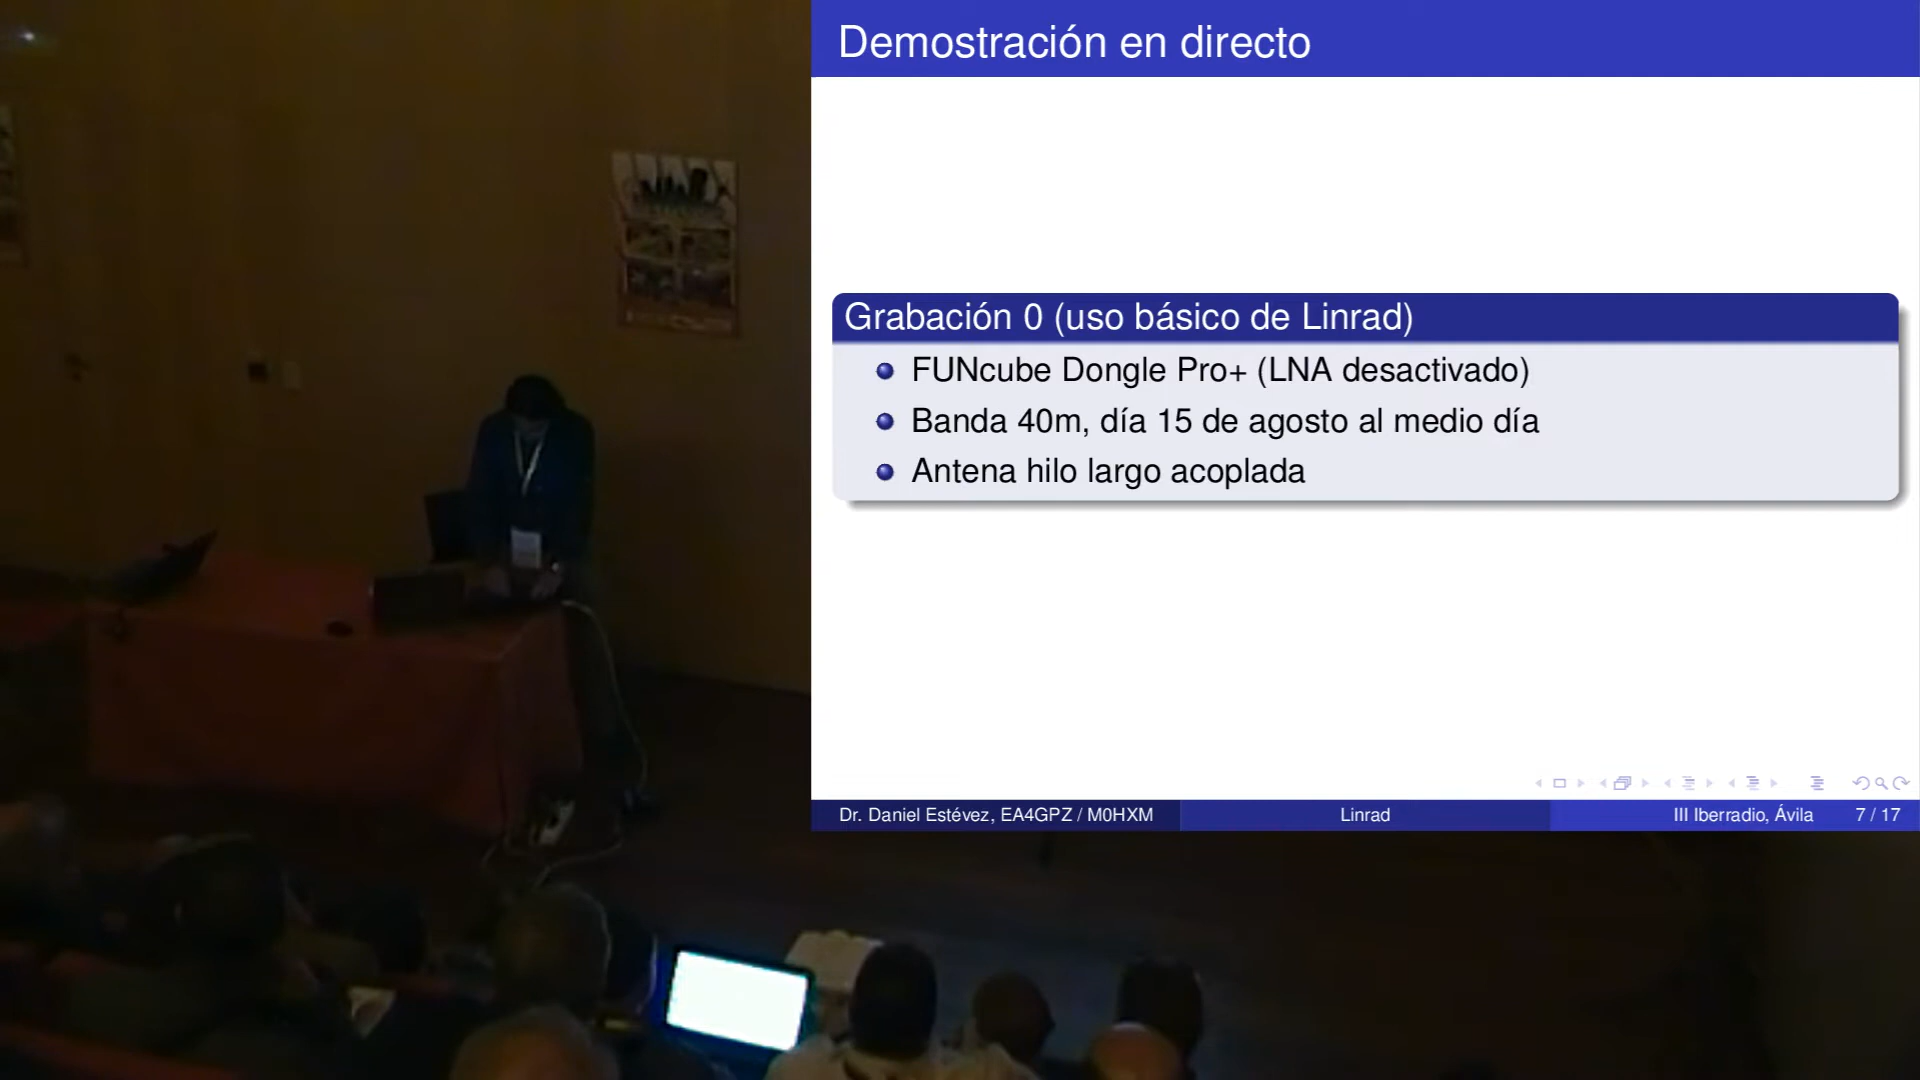 Demostración en directo
Grabación 0 (uso básico de Linrad)
FUNcube Dongle Pro+ (LNA desactivado)
Banda 40m, día 15 de agosto al medio día
Antena hilo largo acoplada
Dr. Daniel Estévez, EA4GPZ / M0HXM
Linrad
III Iberradio, Ávila
7 / 17